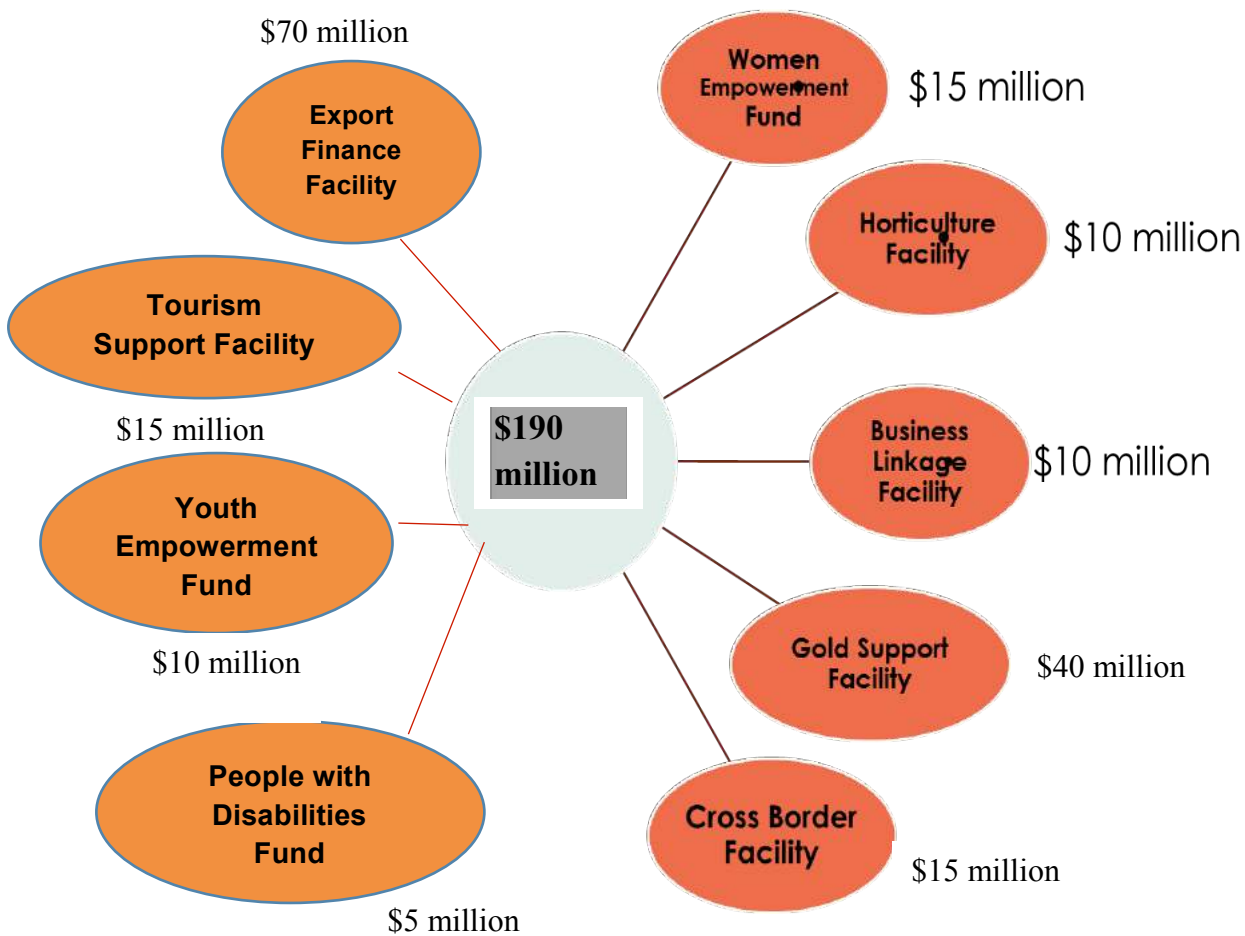 $70 million
Export
Finance
Facility
Tourism
Support Facility
$15 million
Youth
Empowerment
Fund
$10 million
People with
Disabilities
Fund
$5 million
$190
million
Women
Empowerment
Fund
$15 million
Horticulture
Facility
$10 million
Business
Linkage
Facility
$10 million
Gold Support
Facility
$40 million
Cross Border
Facility
$15 million